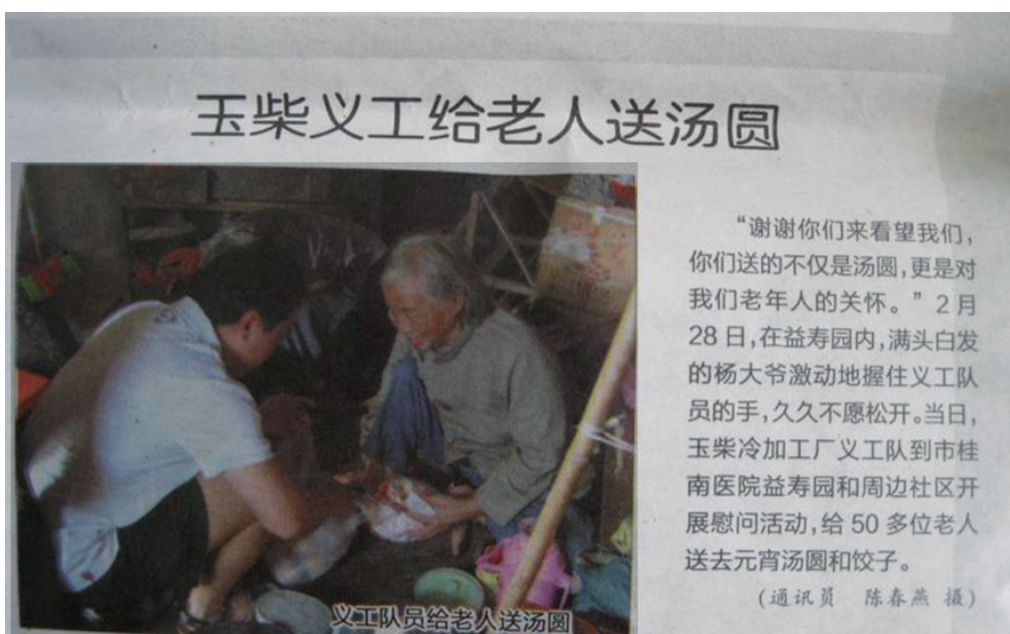 玉柴义工给老人送汤圆
“谢谢你们来看望我们，
你们送的不仅是汤圆，更是对
我们老年人的关怀。”2月
28日，在益寿园内，满头白发
的杨大爷激动地握住义工队
员的手，久久不愿松开。当日，
玉柴冷加工厂义工队到市桂
南医院益寿园和周边社区开
展慰问活动，给50多位老人
送去元宵汤圆和饺子。
（通讯员 陈春燕 摄）
义工队员给老人送汤圆